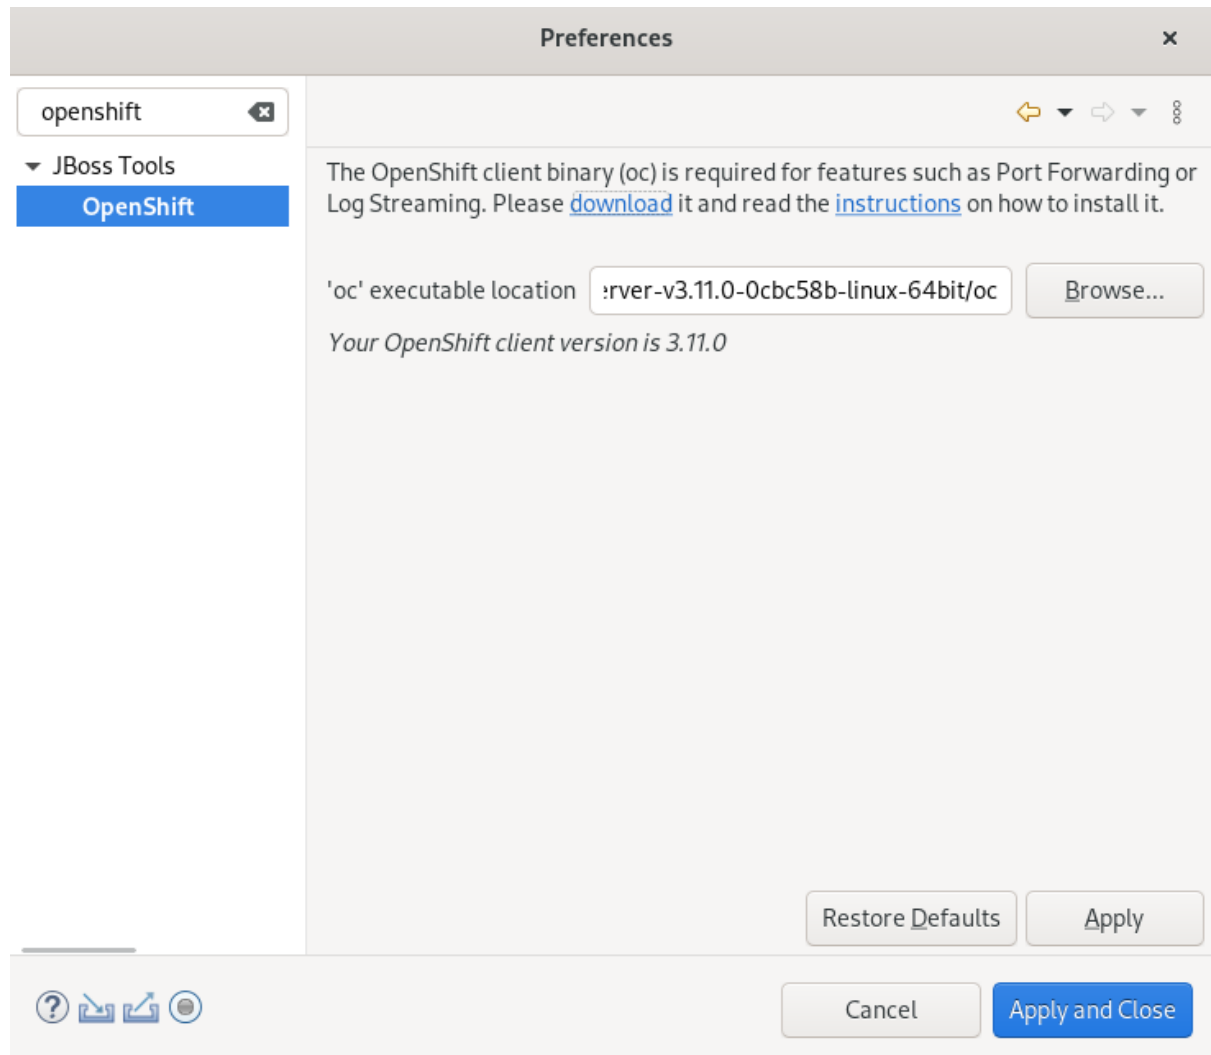 Preferences
openshift
JBoss Tools
OpenShift
The OpenShift client binary (oc) is required for features such as Port Forwarding or
Log Streaming. Please download it and read the instructions on how to install it.
'oc' executable location
erver-v3.11.0-0cbc58b-linux-64bit/oc
Browse...
Your OpenShift client version is 3.11.0
Restore Defaults
Apply
Cancel
Apply and Close